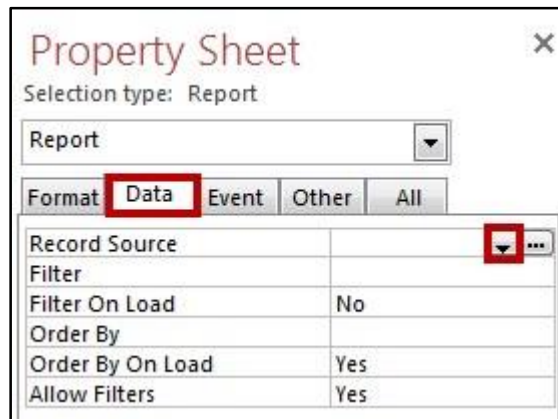 Property Sheet
Selection type: Report
Report
Format Data Event Other All
Record Source
Filter
Filter On Load No
Order By
Order By On Load Yes
Allow Filters Yes